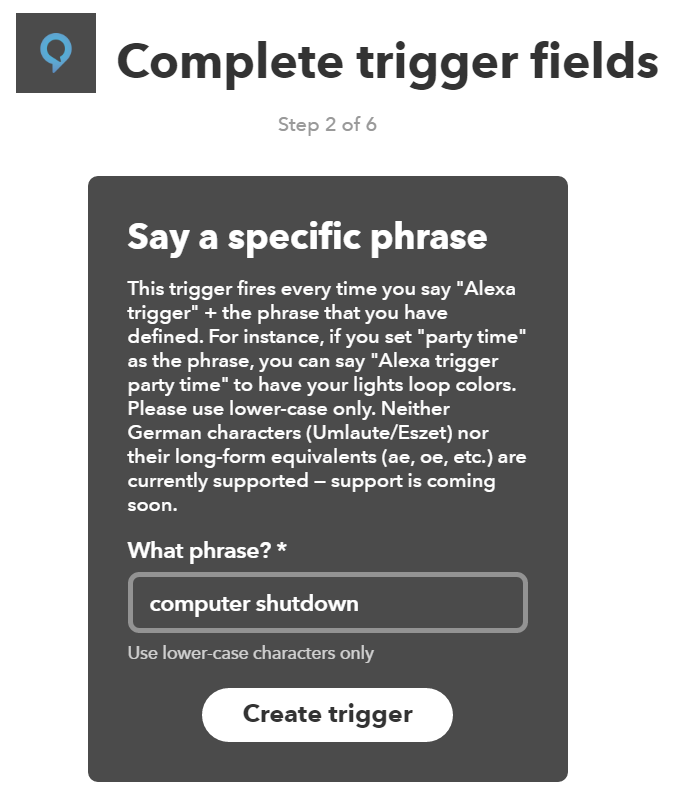 Complete trigger fields
Step 2 of 6
Say a specific phrase
This trigger fires every time you say "Alexa
trigger" + the phrase that you have
defined. For instance, if you set "party time"
as the phrase, you can say "Alexa trigger
party time" to have your lights loop colors.
Please use lower-case only. Neither
German characters (Umlaute/Eszet) nor
their long-form equivalents (ae, oe, etc.) are
currently supported – support is coming
soon.
What phrase? *
computer shutdown
Use lower-case characters only
Create trigger